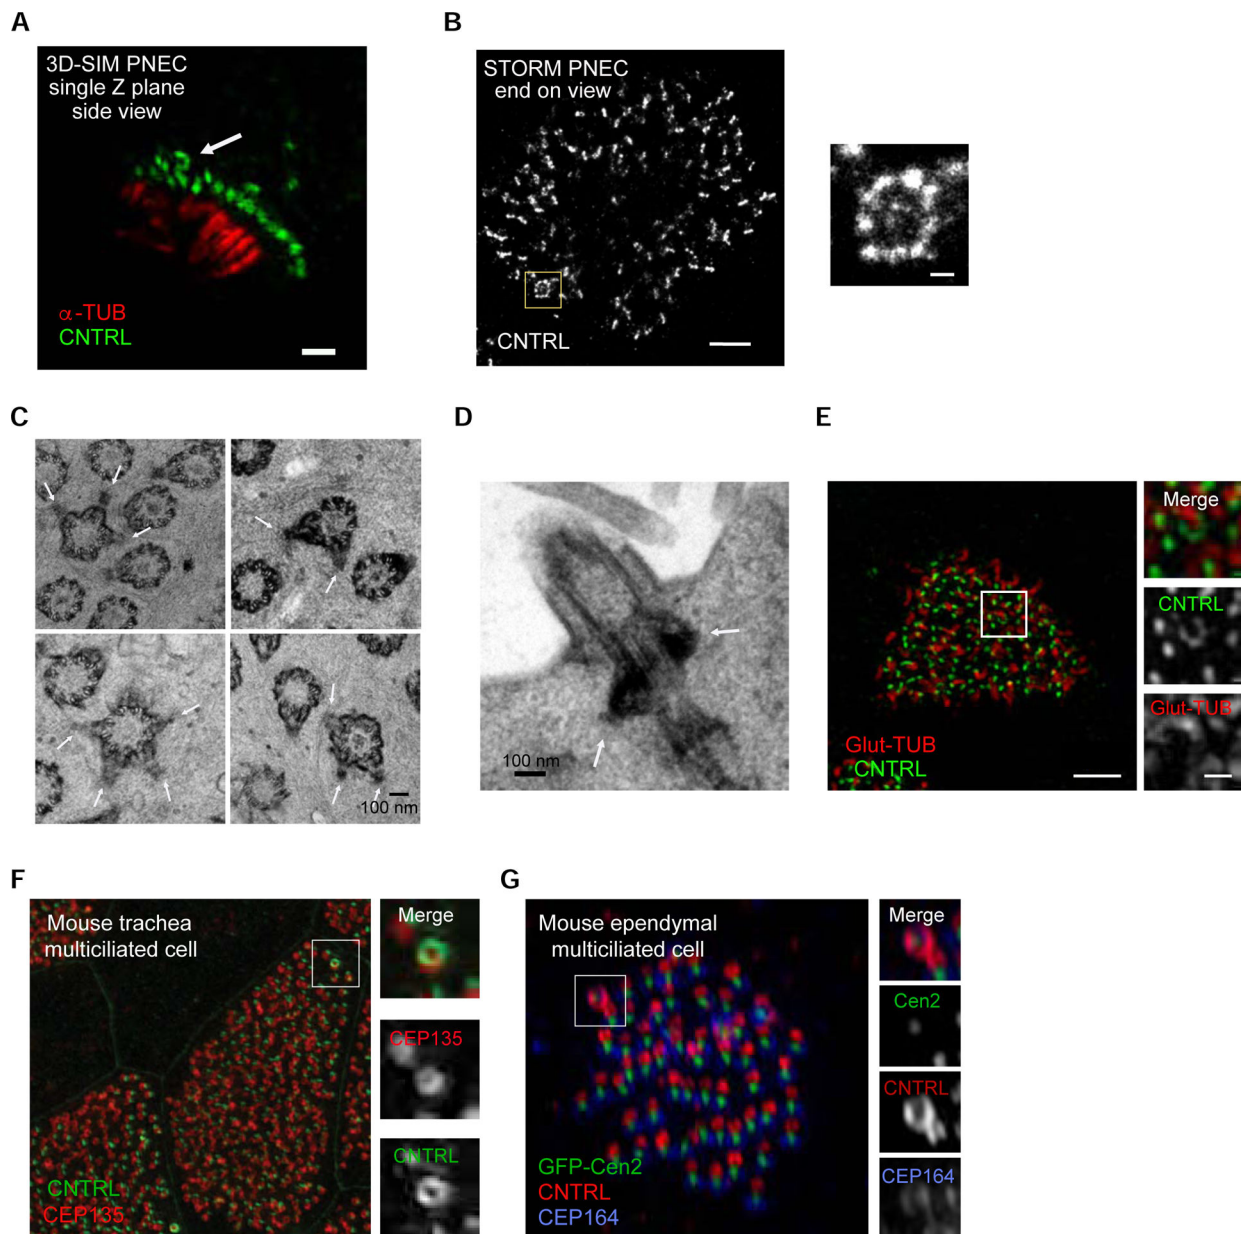 A
3D-SIM PNEC
single Z plane
side view
α-TUB
CNTRL
B
STORM PNEC
end on view
CNTRL
C
100 nm
D
100 nm
E
Glut-TUB
CNTRL
Merge
CNTRL
Glut-TUB
F
Mouse trachea
multiciliated cell
CNTRL
CEP135
Merge
CEP135
CNTRL
G
Mouse ependymal
multiciliated cell
GFP-Cen2
CNTRL
CEP164
Merge
Cen2
CNTRL
CEP164